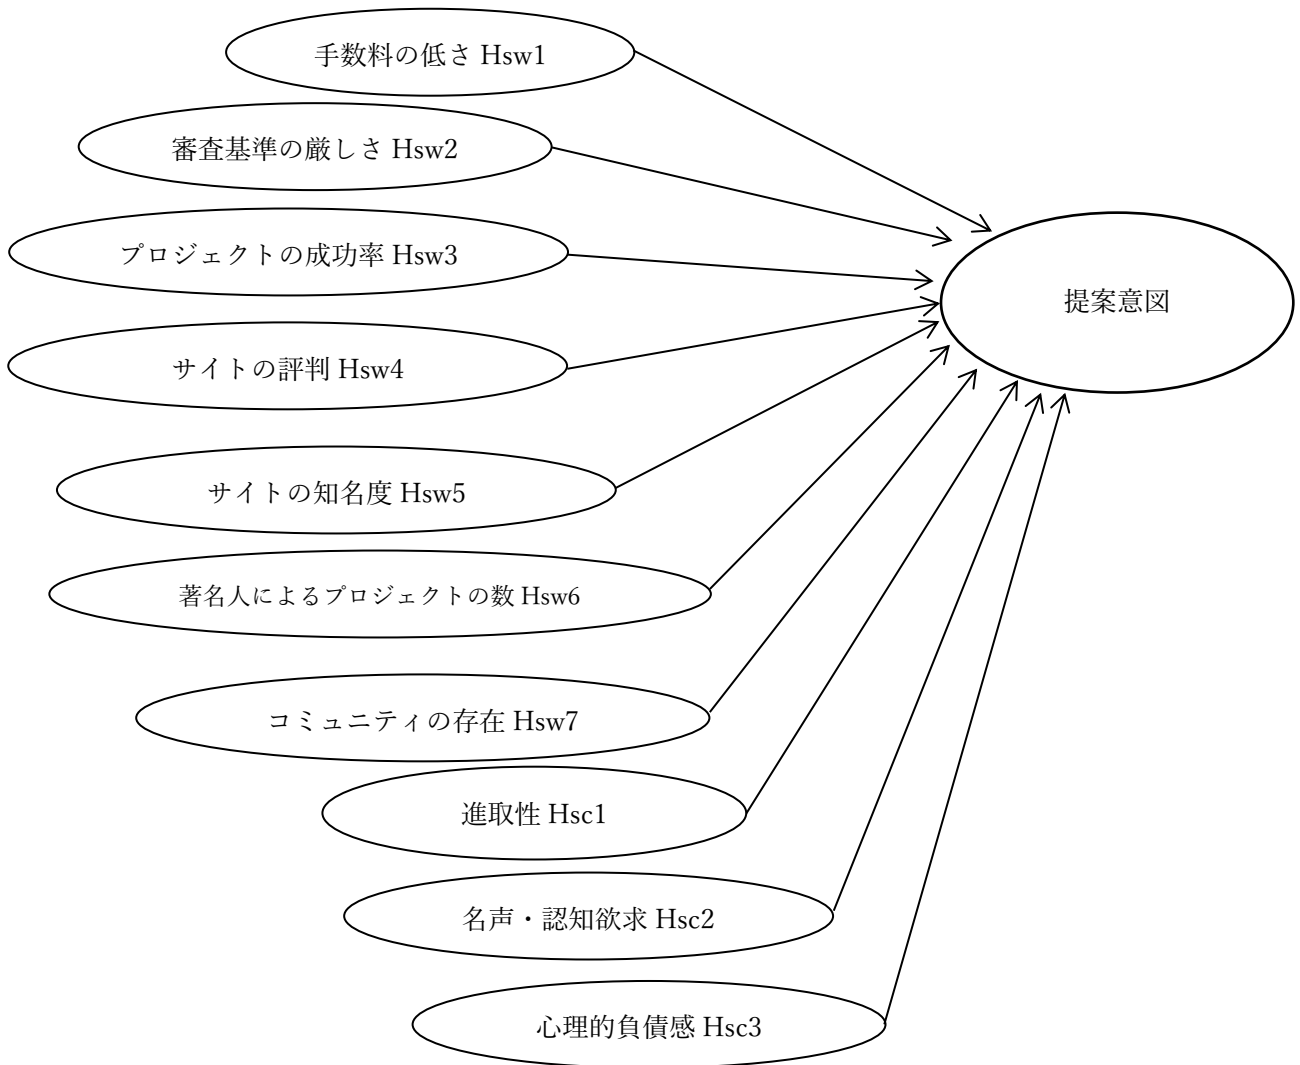 手数料の低さ Hsw1
審査基準の厳しさ Hsw2
プロジェクトの成功率 Hsw3
提案意図
サイトの評判 Hsw4
サイトの知名度 Hsw5
著名人によるプロジェクトの数 Hsw6
コミュニティの存在 Hsw7
進取性 Hsc1
名声・認知欲求 Hsc2
心理的負債感 Hsc3